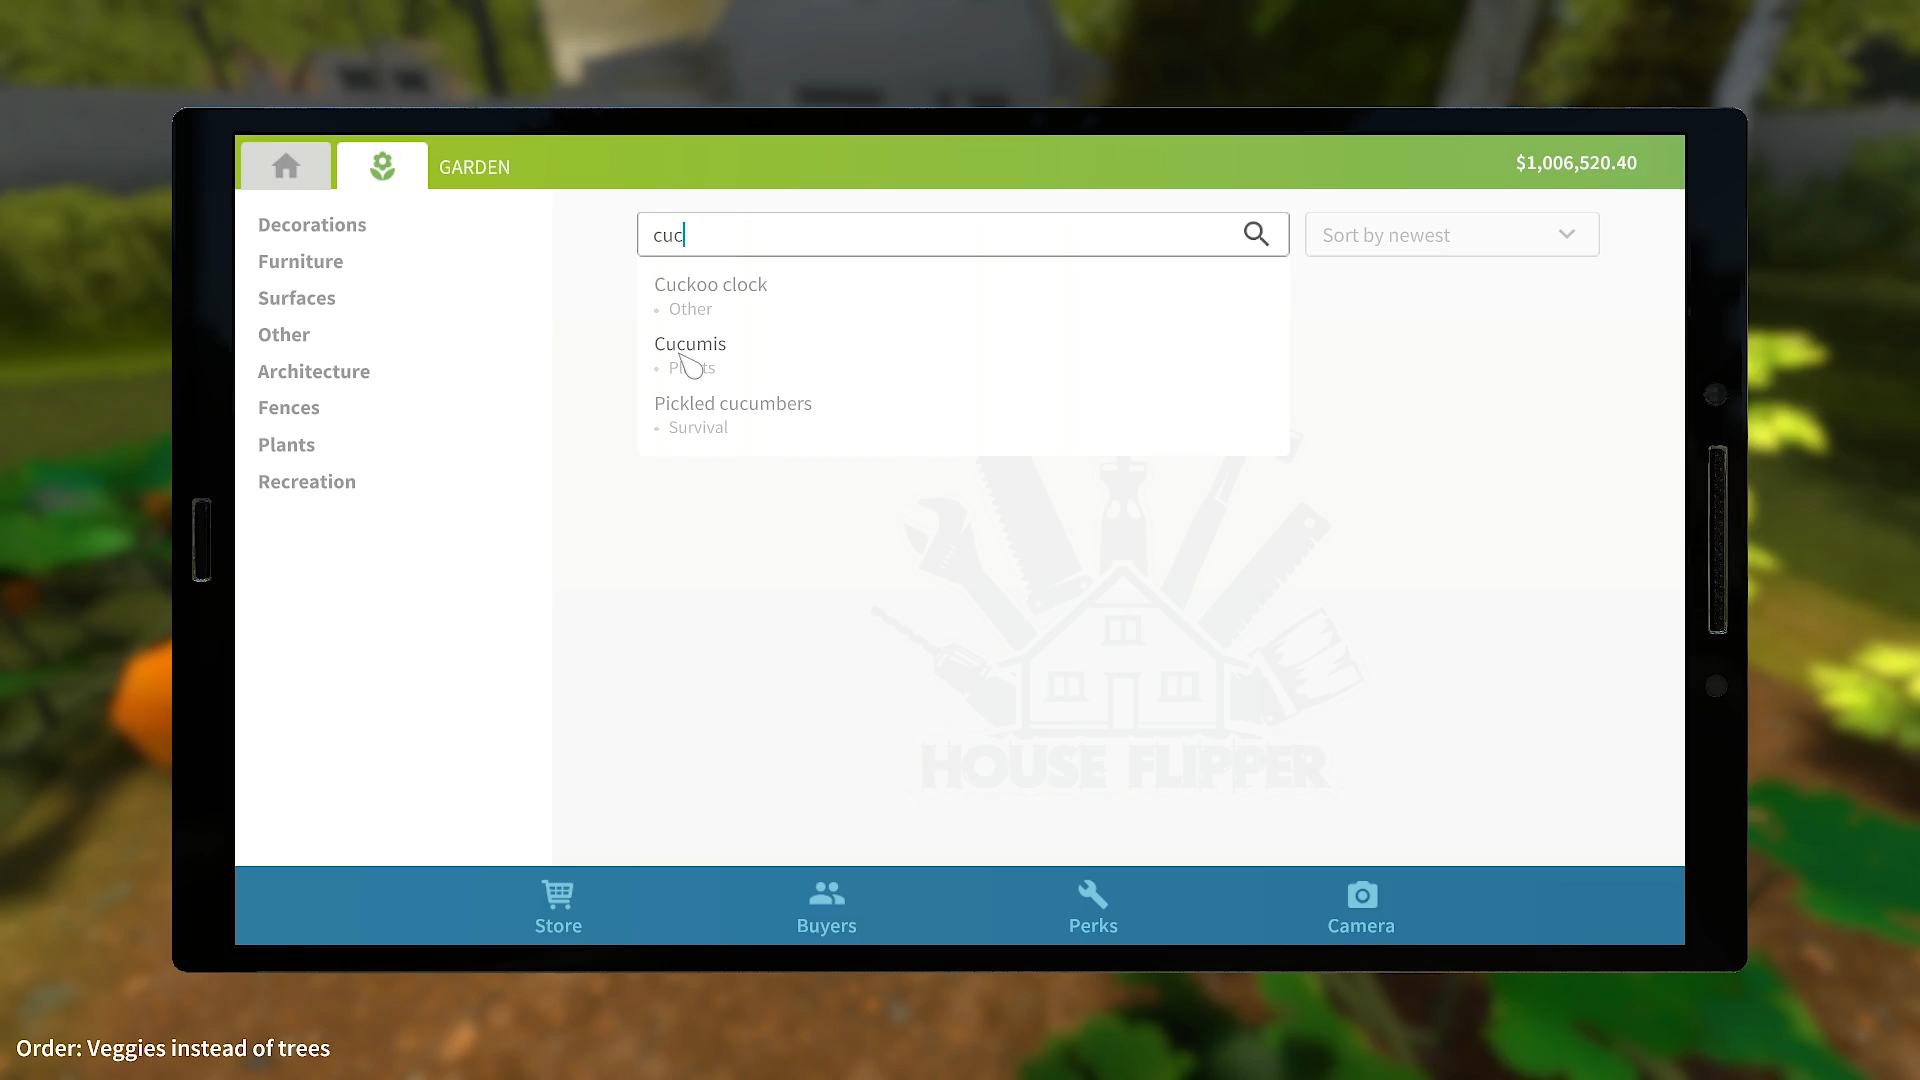 GARDEN
$1,006,520.40
Decorations
Furniture
Surfaces
Other
Architecture
Fences
Plants
Recreation
cuc
Sort by newest
Cuckoo clock
• Other
Cucumis
• Plants
Pickled cucumbers
• Survival
HOUSE FLIPPER
Store
Buyers
Perks
Camera
Order: Veggies instead of trees